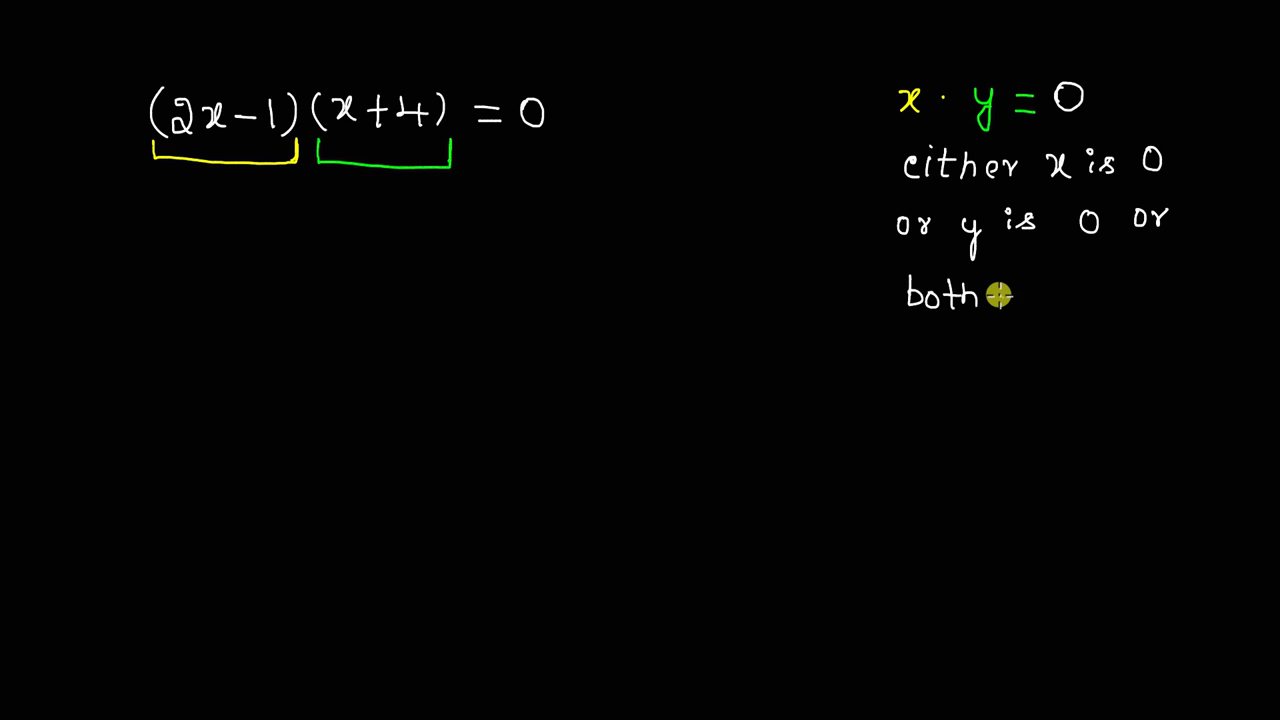 (2x-1)(x+4) = 0
x · y = 0
either x is 0
or y is 0 or
both